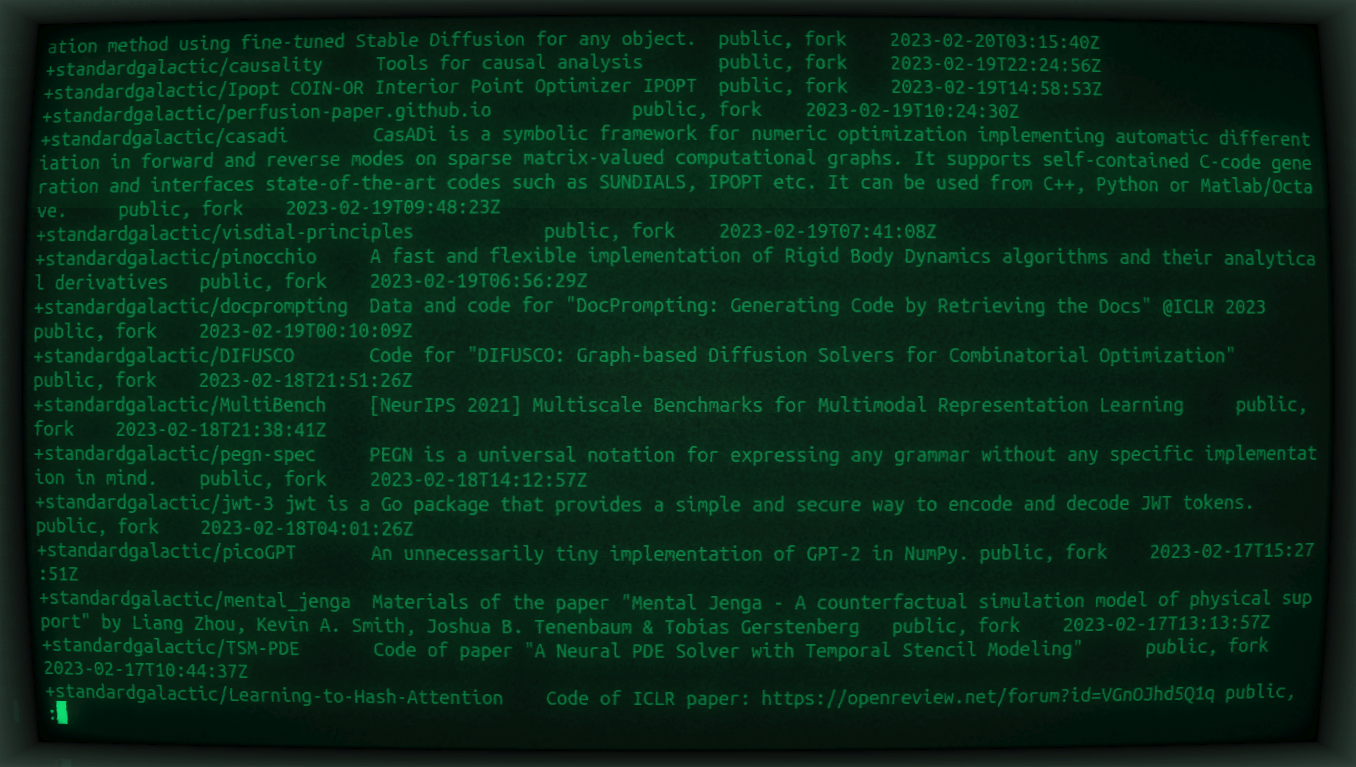 ation method using fine-tuned Stable Diffusion for any object.  public, fork    2023-02-20T03:15:40Z
+standardgalactic/causality     Tools for causal analysis       public, fork    2023-02-19T22:24:56Z
+standardgalactic/Ipopt COIN-OR Interior Point Optimizer IPOPT  public, fork    2023-02-19T14:58:53Z
+standardgalactic/perfusion-paper.github.io             public, fork    2023-02-19T10:24:30Z
+standardgalactic/casadi        CasADi is a symbolic framework for numeric optimization implementing automatic different
iation in forward and reverse modes on sparse matrix-valued computational graphs. It supports self-contained C-code gene
ration and interfaces state-of-the-art codes such as SUNDIALS, IPOPT etc. It can be used from C++, Python or Matlab/Octa
ve.     public, fork    2023-02-19T09:48:23Z
+standardgalactic/visdial-principles            public, fork    2023-02-19T07:41:08Z
+standardgalactic/pinocchio     A fast and flexible implementation of Rigid Body Dynamics algorithms and their analytica
l derivatives   public, fork    2023-02-19T06:56:29Z
+standardgalactic/docprompting  Data and code for "DocPrompting: Generating Code by Retrieving the Docs" @ICLR 2023
public, fork    2023-02-19T00:10:09Z
+standardgalactic/DIFUSCO       Code for "DIFUSCO: Graph-based Diffusion Solvers for Combinatorial Optimization"
public, fork    2023-02-18T21:51:26Z
+standardgalactic/MultiBench    [NeurIPS 2021] Multiscale Benchmarks for Multimodal Representation Learning     public,
fork    2023-02-18T21:38:41Z
+standardgalactic/pegn-spec     PEGN is a universal notation for expressing any grammar without any specific implementat
ion in mind.    public, fork    2023-02-18T14:12:57Z
+standardgalactic/jwt-3 jwt is a Go package that provides a simple and secure way to encode and decode JWT tokens.
public, fork    2023-02-18T04:01:26Z
+standardgalactic/picoGPT       An unnecessarily tiny implementation of GPT-2 in NumPy. public, fork    2023-02-17T15:27
:51Z
+standardgalactic/mental_jenga  Materials of the paper "Mental Jenga - A counterfactual simulation model of physical sup
port" by Liang Zhou, Kevin A. Smith, Joshua B. Tenenbaum & Tobias Gerstenberg   public, fork    2023-02-17T13:13:57Z
+standardgalactic/TSM-PDE       Code of paper "A Neural PDE Solver with Temporal Stencil Modeling"      public, fork
2023-02-17T10:44:37Z
+standardgalactic/Learning-to-Hash-Attention    Code of ICLR paper: https://openreview.net/forum?id=VGnOJhd5Q1q public,
: